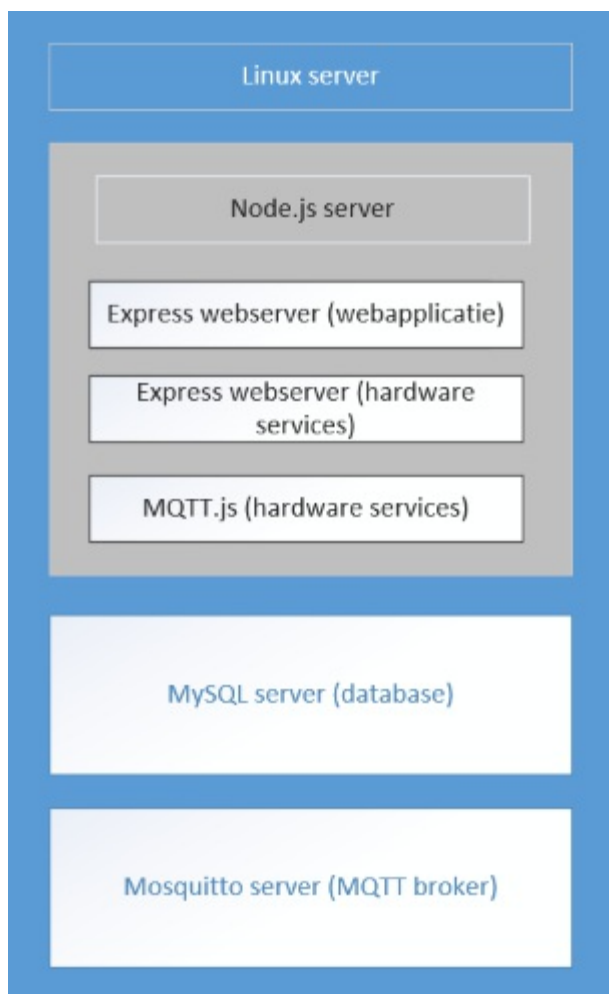 Linux server
Node.js server
Express webserver (webapplicatie)
Express webserver (hardware
services)
MQTT.js (hardware services)
MySQL server (database)
Mosquitto server (MQTT broker)